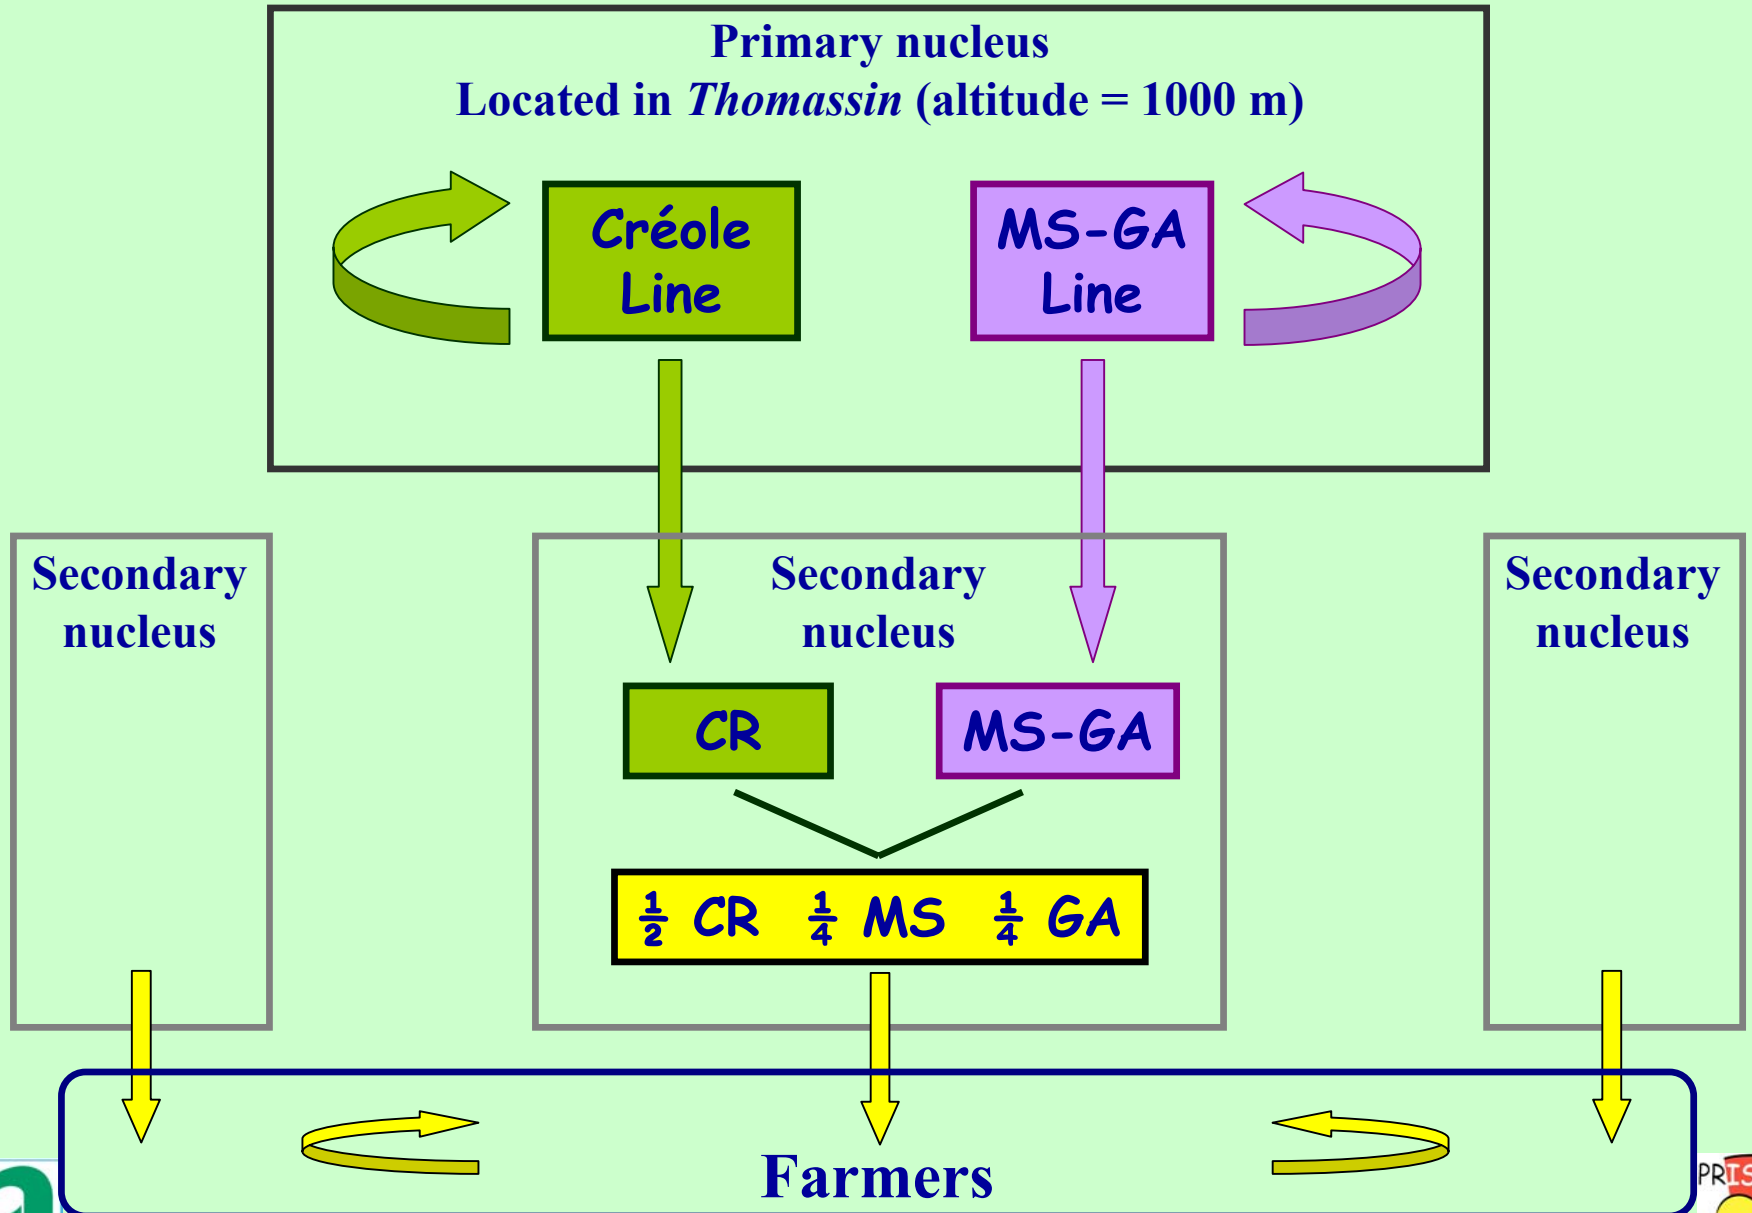 Primary nucleus
Located in Thomassin (altitude = 1000 m)
Créole
Line
MS-GA
Line
Secondary
nucleus
Secondary
nucleus
Secondary
nucleus
CR
MS-GA
½ CR ¼ MS ¼ GA
Farmers
PRIS